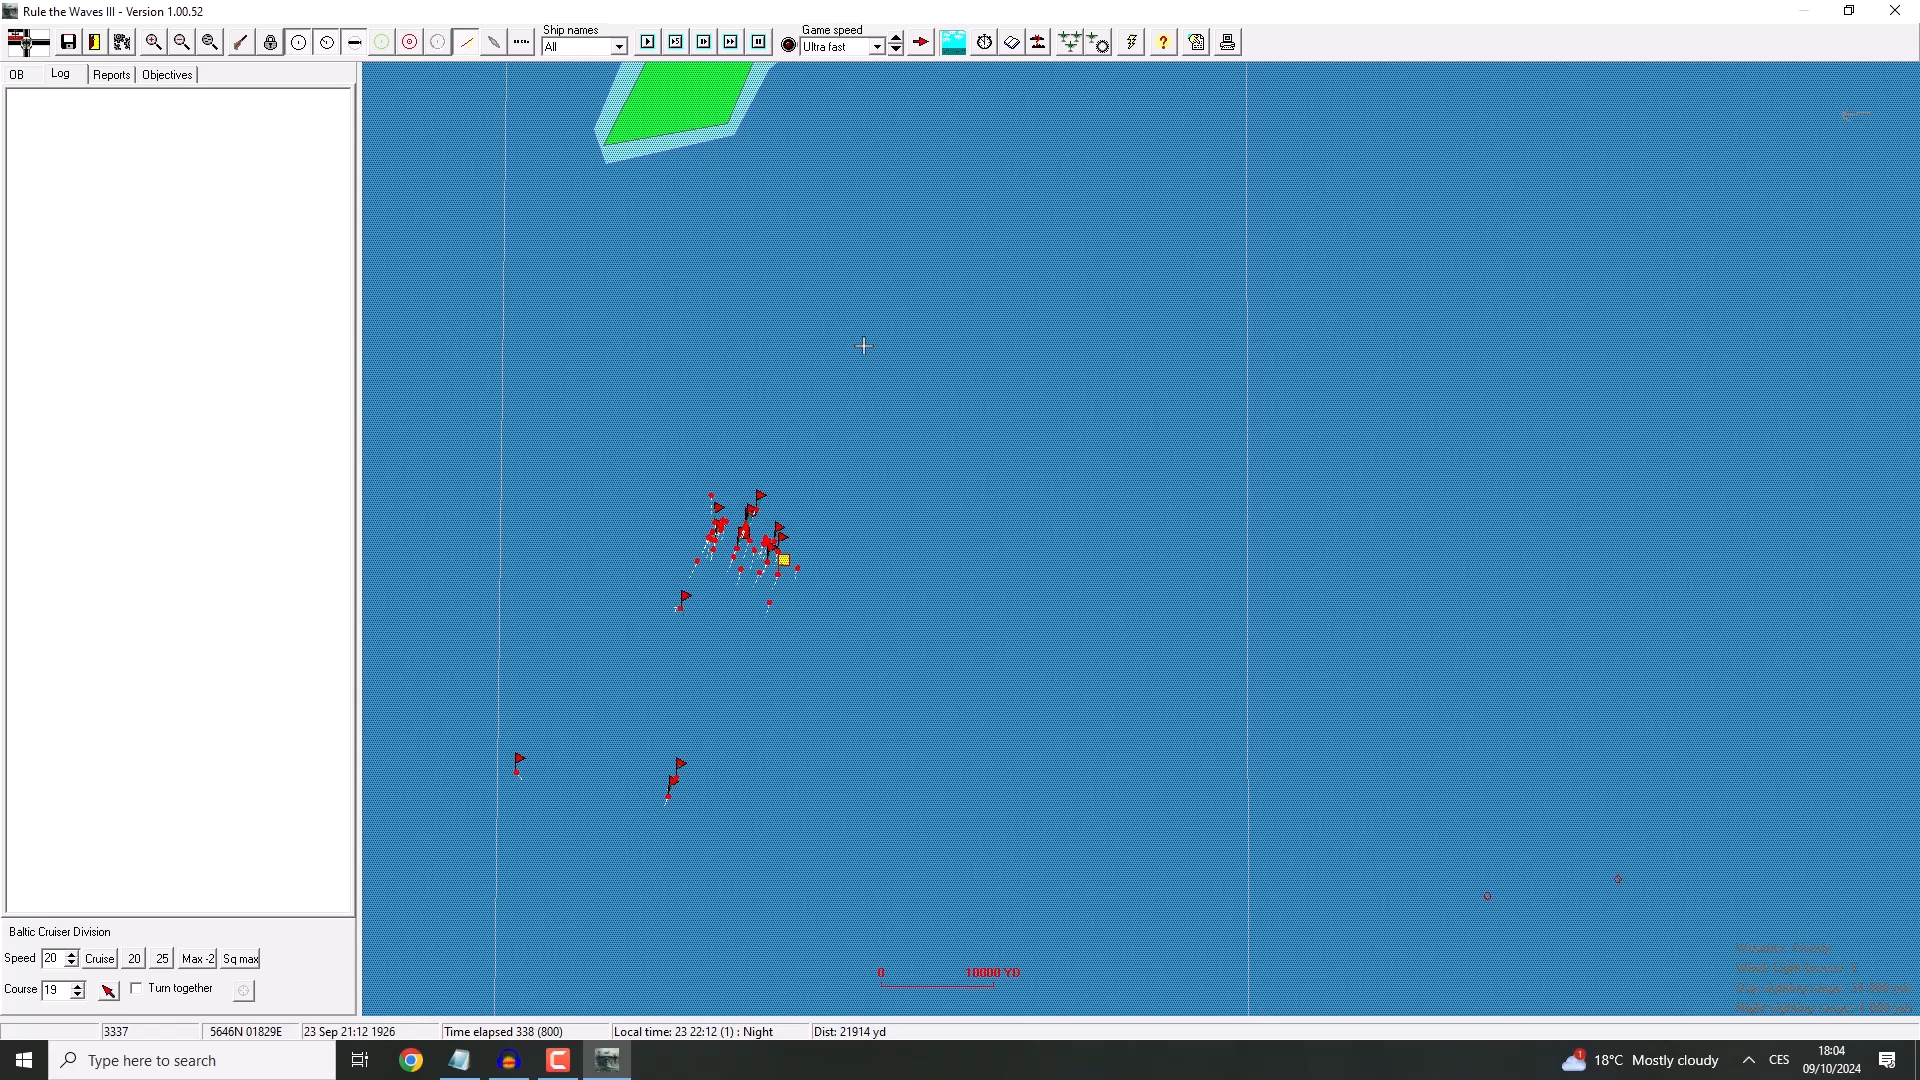 Rule the Waves III - Version 1.00.52
Ship names
All
Game speed
Ultra fast
OB
Log
Reports
Objectives
0 10000 YD
Baltic Cruiser Division
Speed 20 Cruise 20 25 Max -2 Sq max
Course 19 Turn together
3337 5646N 01829E 23 Sep 21:12 1926 Time elapsed 338 (800) Local time: 23 22:12 (1) : Night Dist: 21914 yd
Type here to search
1 18°C Mostly cloudy CES
18:04
09/10/2024